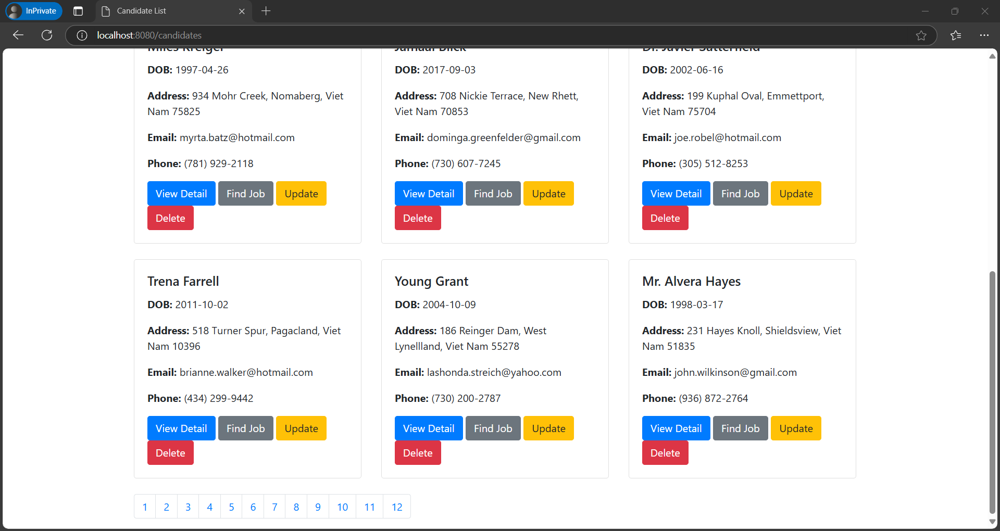 InPrivate
Candidate List
localhost:8080/candidates
Miles Kreiger
Jamaal Blick
Dr. Javier Satterfield
DOB: 1997-04-26
DOB: 2017-09-03
DOB: 2002-06-16
Address: 934 Mohr Creek, Nomaberg, Viet
Nam 75825
Address: 708 Nickie Terrace, New Rhett,
Viet Nam 70853
Address: 199 Kuphal Oval, Emmettport,
Viet Nam 75704
Email: myrta.batz@hotmail.com
Email: dominga.greenfelder@gmail.com
Email: joe.robel@hotmail.com
Phone: (781) 929-2118
Phone: (730) 607-7245
Phone: (305) 512-8253
View Detail Find Job Update
Delete
View Detail Find Job Update
Delete
View Detail Find Job Update
Delete
Trena Farrell
DOB: 2011-10-02
Address: 518 Turner Spur, Pagacland, Viet
Nam 10396
Email: brianne.walker@hotmail.com
Phone: (434) 299-9442
View Detail Find Job Update
Delete
Young Grant
DOB: 2004-10-09
Address: 186 Reinger Dam, West
Lynellland, Viet Nam 55278
Email: lashonda.streich@yahoo.com
Phone: (730) 200-2787
View Detail Find Job Update
Delete
Mr. Alvera Hayes
DOB: 1998-03-17
Address: 231 Hayes Knoll, Shieldsview, Viet
Nam 51835
Email: john.wilkinson@gmail.com
Phone: (936) 872-2764
View Detail Find Job Update
Delete
1 2 3 4 5 6 7 8 9 10 11 12